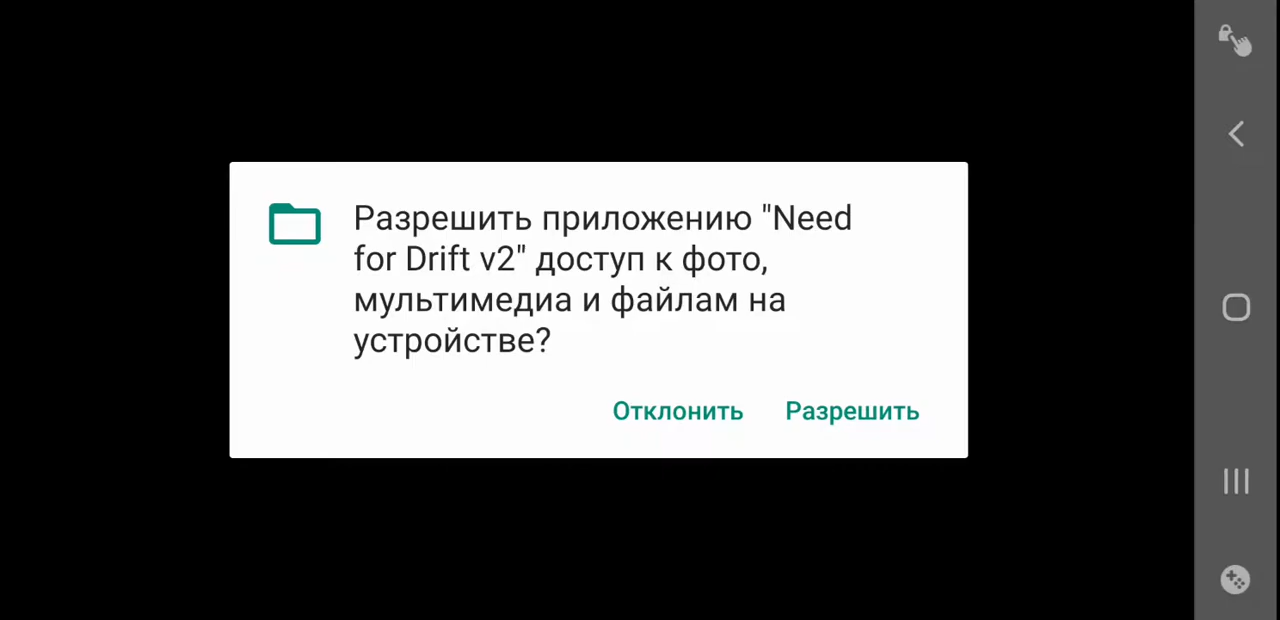 Разрешить приложению "Need
for Drift v2" доступ к фото,
мультимедиа и файлам на
устройстве?
Отклонить Разрешить